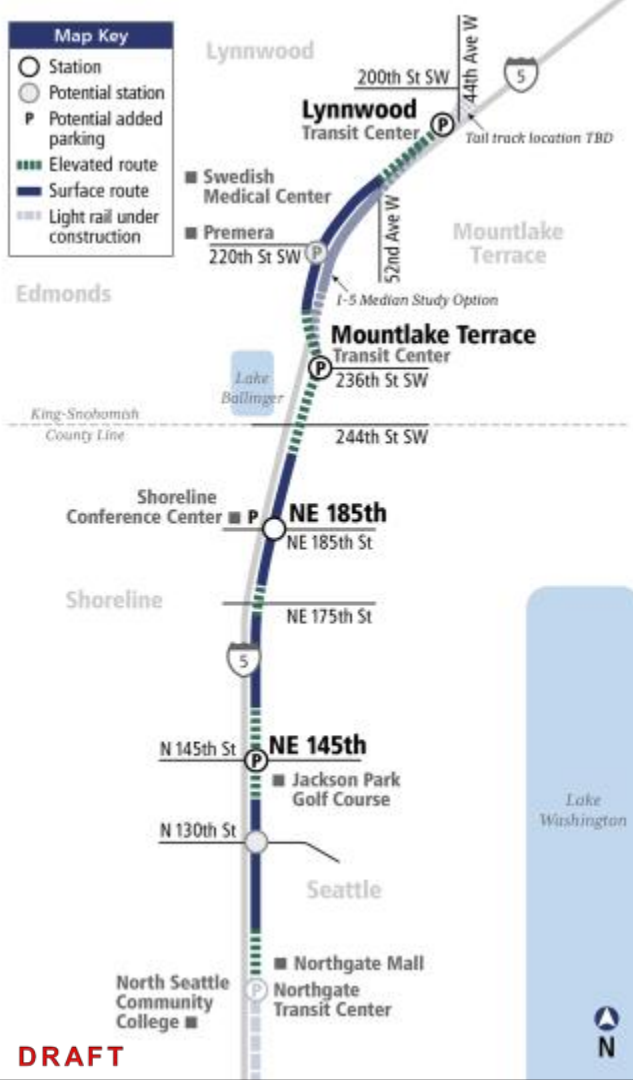 Map Key
Station
Potential station
P Potential added
parking
Elevated route
Surface route
Light rail under
construction
Lynnwood
44th Ave W
5
200th St SW
Lynnwood
Transit Center
P
Tail track location TBD
Swedish
Medical Center
52nd Ave W
Mountlake
Terrace
Premera
220th St SW
P
Edmonds
I-5 Median Study Option
Mountlake Terrace
Transit Center
P
236th St SW
Lake
Ballinger
King-Snohomish
County Line
244th St SW
Shoreline
Conference Center P
NE 185th
NE 185th St
Shoreline
NE 175th St
5
N 145th St
NE 145th
P
Jackson Park
Golf Course
N 130th St
Lake
Washington
Seattle
Northgate Mall
North Seattle
Community
College
P
Northgate
Transit Center
DRAFT
N